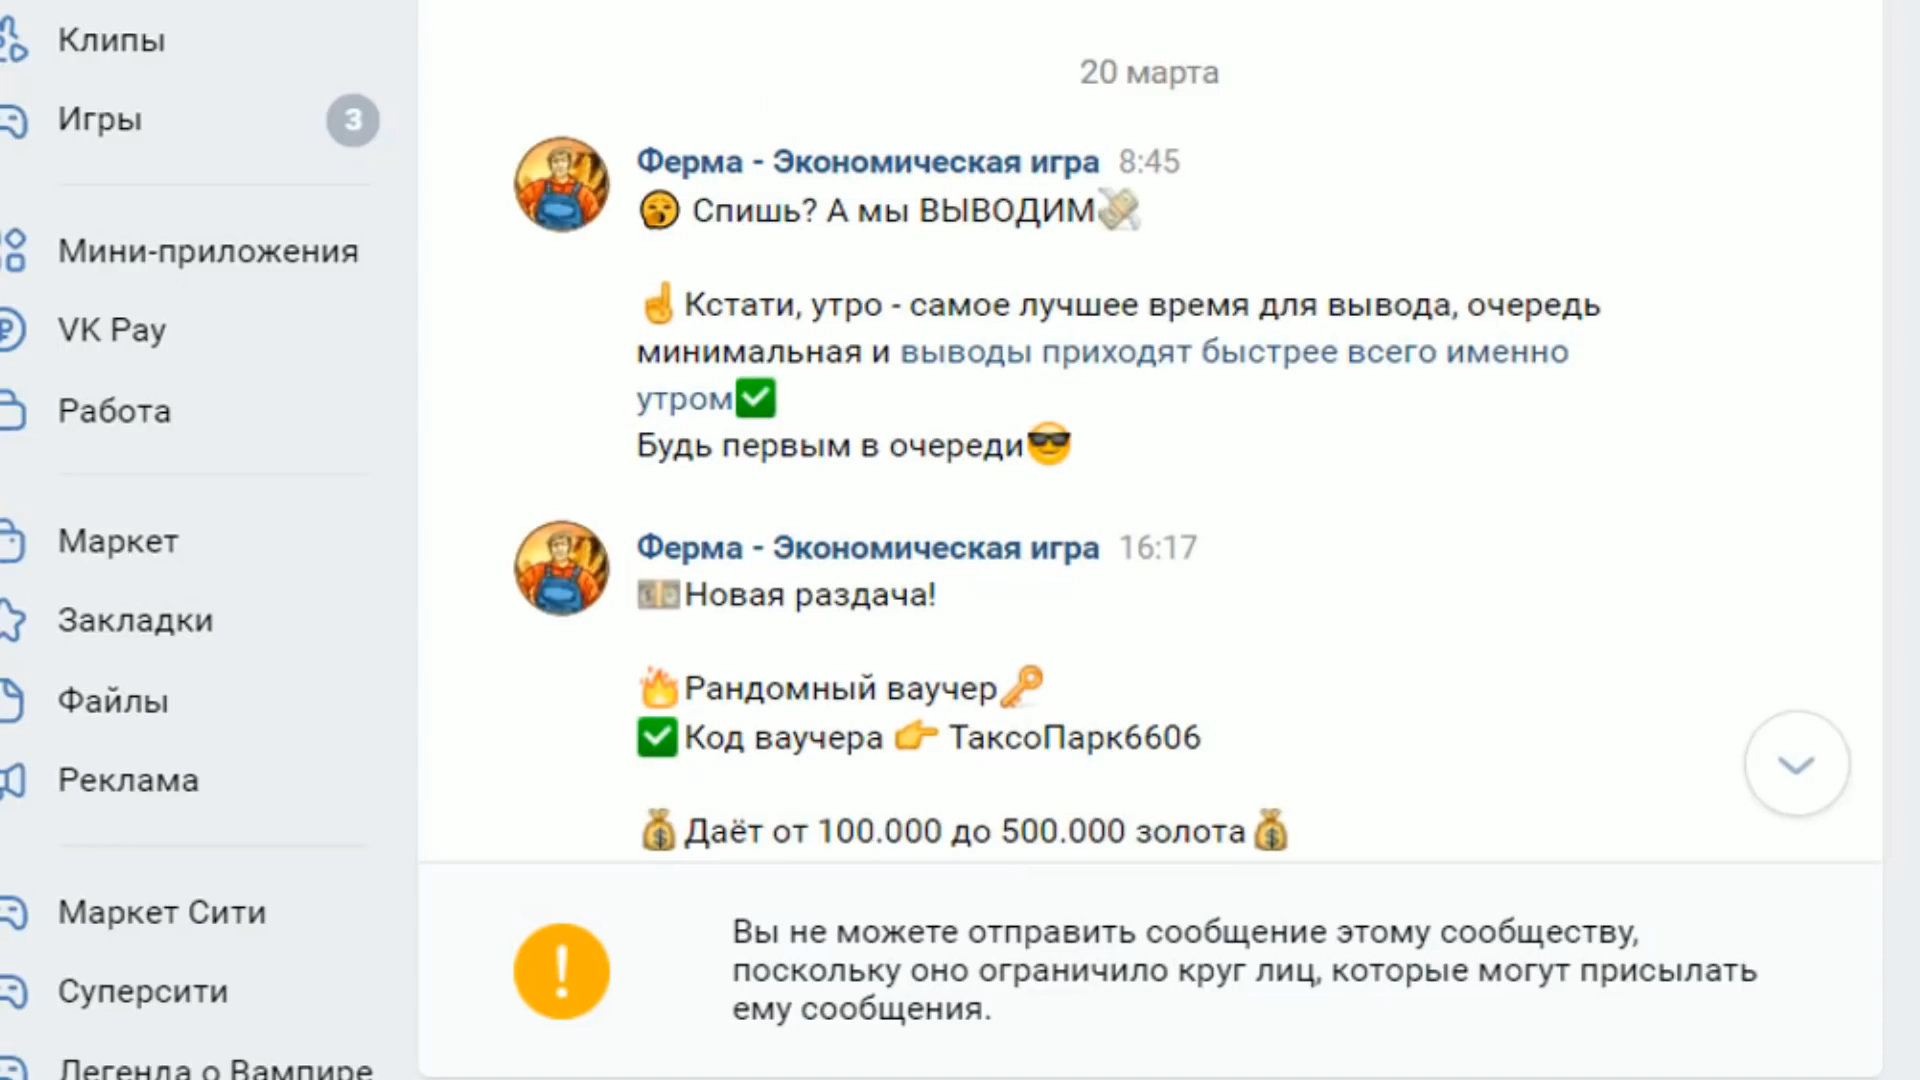 Клипы
Игры 3
Мини-приложения
VK Pay
Работа
Маркет
Закладки
Файлы
Реклама
Маркет Сити
Суперсити
Легенда о Вампире
20 марта
Ферма - Экономическая игра 8:45
Спишь? А мы ВЫВОДИМ
Кстати, утро - самое лучшее время для вывода, очередь
минимальная и выводы приходят быстрее всего именно
утром
Будь первым в очереди
Ферма - Экономическая игра 16:17
Новая раздача!
Рандомный ваучер
Код ваучера ТаксоПарк6606
Даёт от 100.000 до 500.000 золота
Вы не можете отправить сообщение этому сообществу,
поскольку оно ограничило круг лиц, которые могут присылать
ему сообщения.